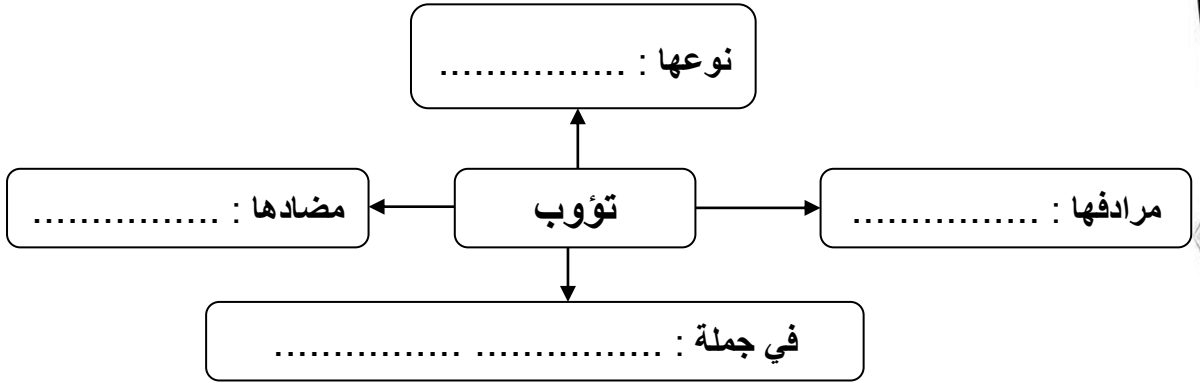 نوعها : ................
مرادفها : ................
تؤوب
مضادها : ................
في جملة : ................ ................